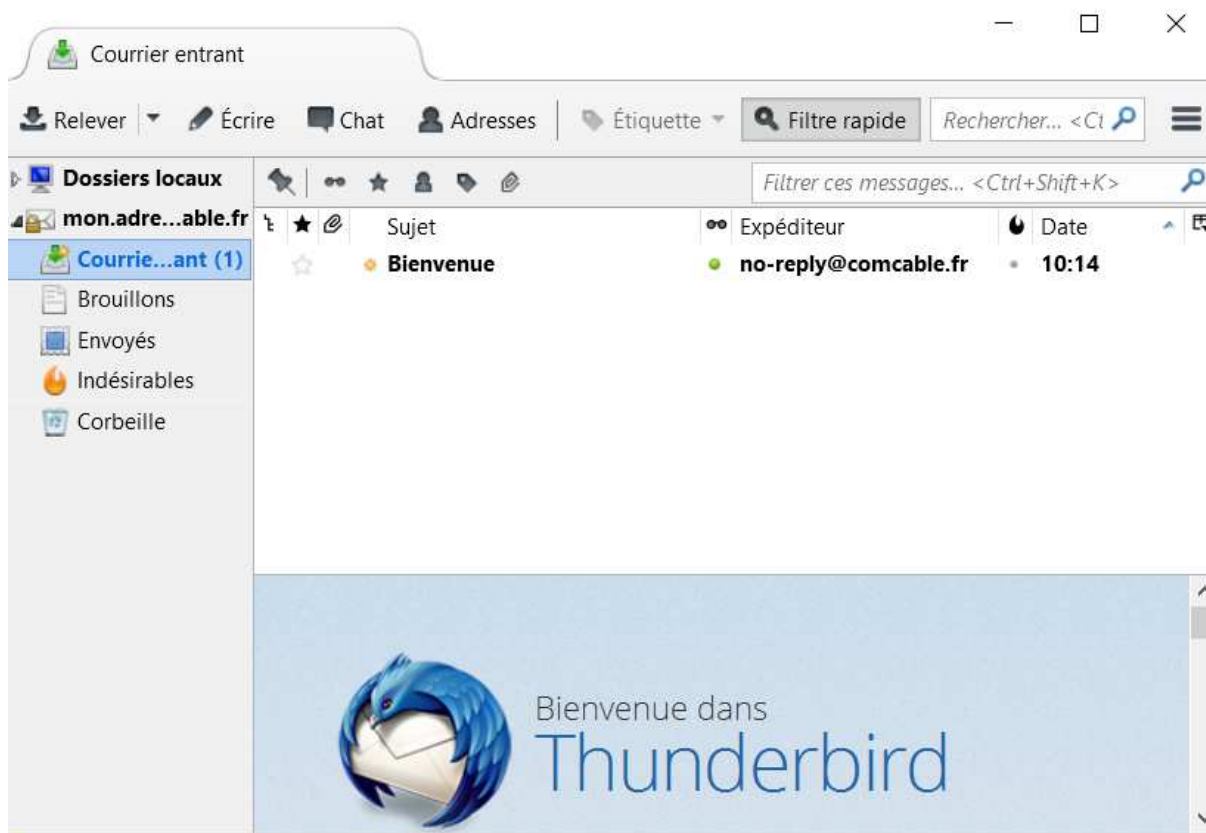 Courrier entrant
Relever Écrire Chat Adresses Étiquette Filtre rapide Rechercher... <Ct
Dossiers locaux
Filtrer ces messages... <Ctrl+Shift+K>
mon.adre...able.fr
Sujet Expéditeur Date
Courrie...ant (1)
Bienvenue no-reply@comcable.fr 10:14
Brouillons
Envoyés
Indésirables
Corbeille
Bienvenue dans
Thunderbird